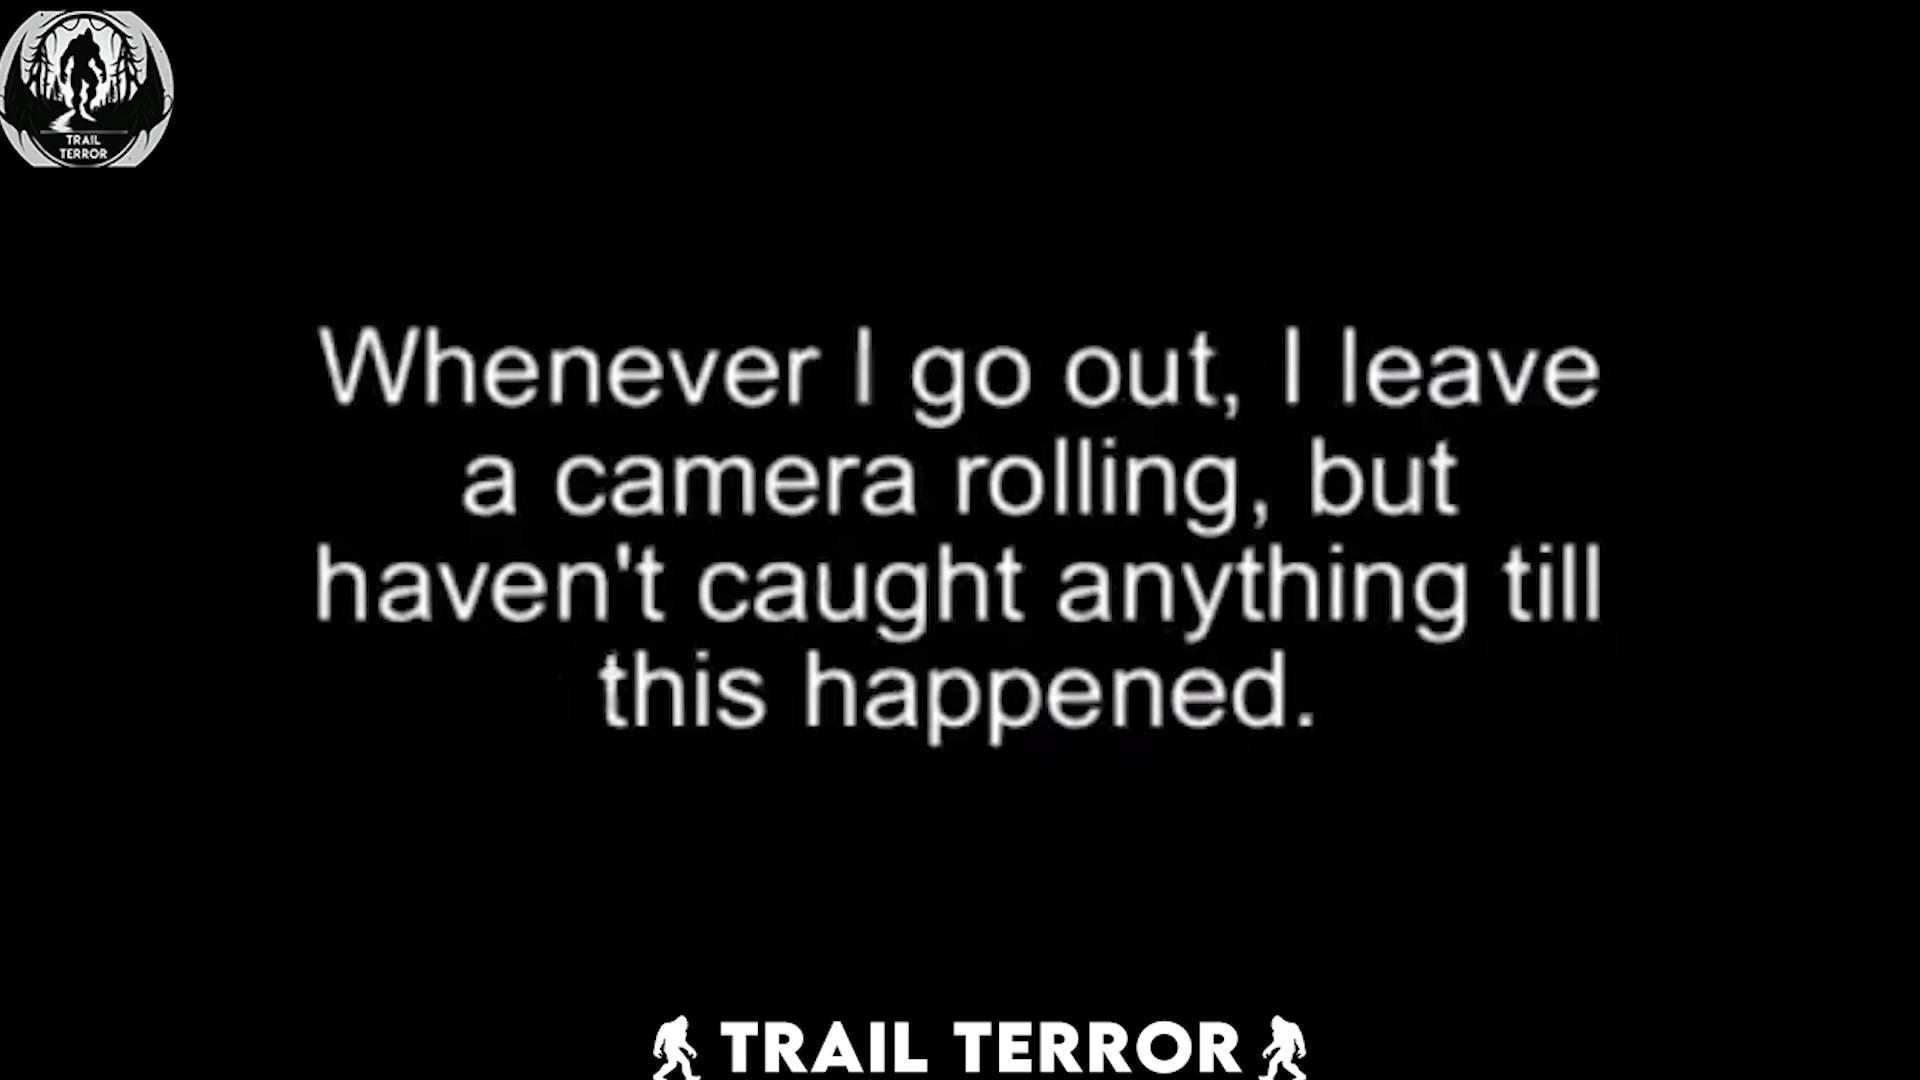 TRAIL
TERROR
Whenever I go out, I leave
a camera rolling, but
haven't caught anything till
this happened.
TRAIL TERROR